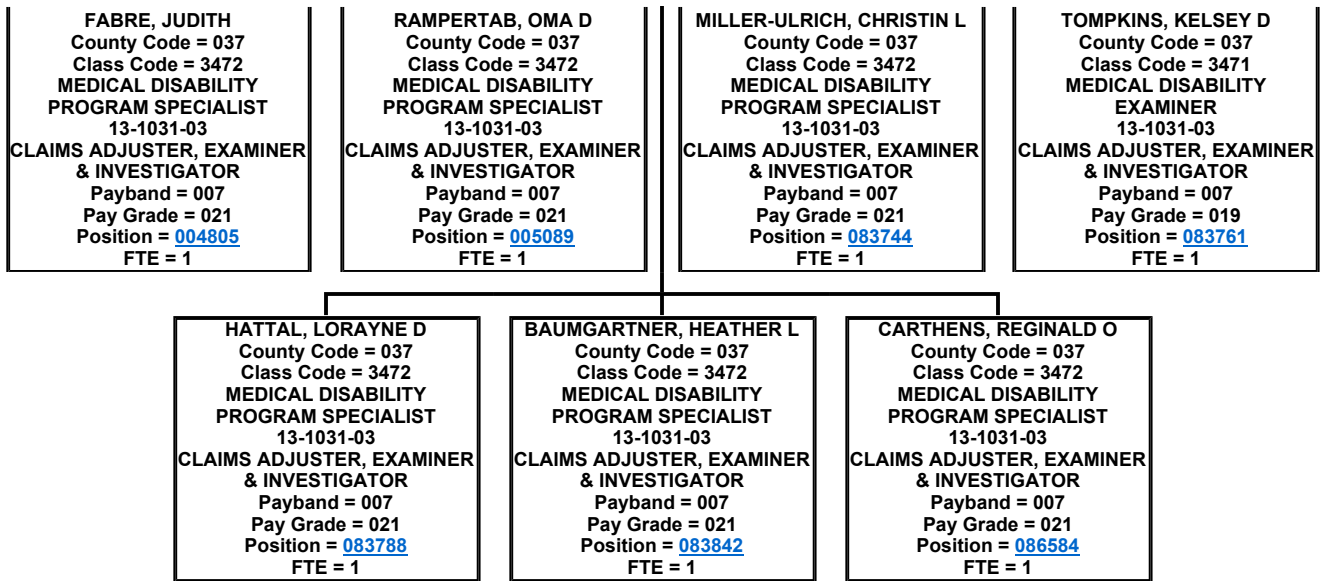 FABRE, JUDITH
County Code = 037
Class Code = 3472
MEDICAL DISABILITY
PROGRAM SPECIALIST
13-1031-03
CLAIMS ADJUSTER, EXAMINER
& INVESTIGATOR
Payband = 007
Pay Grade = 021
Position = 004805
FTE = 1
RAMPERTAB, OMA D
County Code = 037
Class Code = 3472
MEDICAL DISABILITY
PROGRAM SPECIALIST
13-1031-03
CLAIMS ADJUSTER, EXAMINER
& INVESTIGATOR
Payband = 007
Pay Grade = 021
Position = 005089
FTE = 1
MILLER-ULRICH, CHRISTIN L
County Code = 037
Class Code = 3472
MEDICAL DISABILITY
PROGRAM SPECIALIST
13-1031-03
CLAIMS ADJUSTER, EXAMINER
& INVESTIGATOR
Payband = 007
Pay Grade = 021
Position = 083744
FTE = 1
TOMPKINS, KELSEY D
County Code = 037
Class Code = 3471
MEDICAL DISABILITY
EXAMINER
13-1031-03
CLAIMS ADJUSTER, EXAMINER
& INVESTIGATOR
Payband = 007
Pay Grade = 019
Position = 083761
FTE = 1
HATTAL, LORAYNE D
County Code = 037
Class Code = 3472
MEDICAL DISABILITY
PROGRAM SPECIALIST
13-1031-03
CLAIMS ADJUSTER, EXAMINER
& INVESTIGATOR
Payband = 007
Pay Grade = 021
Position = 083788
FTE = 1
BAUMGARTNER, HEATHER L
County Code = 037
Class Code = 3472
MEDICAL DISABILITY
PROGRAM SPECIALIST
13-1031-03
CLAIMS ADJUSTER, EXAMINER
& INVESTIGATOR
Payband = 007
Pay Grade = 021
Position = 083842
FTE = 1
CARTHENS, REGINALD O
County Code = 037
Class Code = 3472
MEDICAL DISABILITY
PROGRAM SPECIALIST
13-1031-03
CLAIMS ADJUSTER, EXAMINER
& INVESTIGATOR
Payband = 007
Pay Grade = 021
Position = 086584
FTE = 1